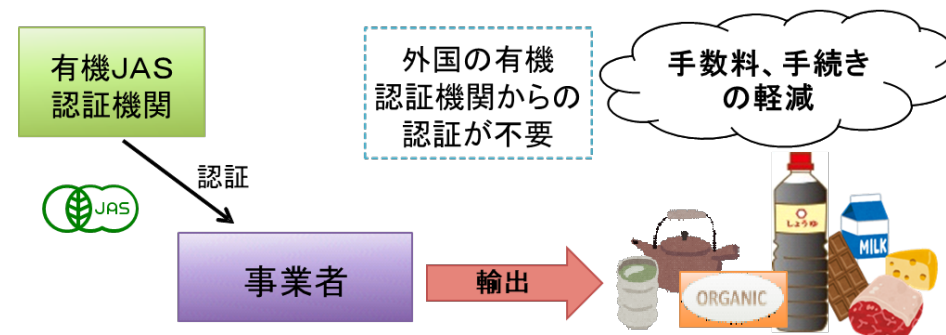 有機JAS
認証機関
外国の有機
認証機関からの
認証が不要
手数料、手続き
の軽減
認証
JAS
事業者
輸出
しょうゆ
MILK
ORGANIC